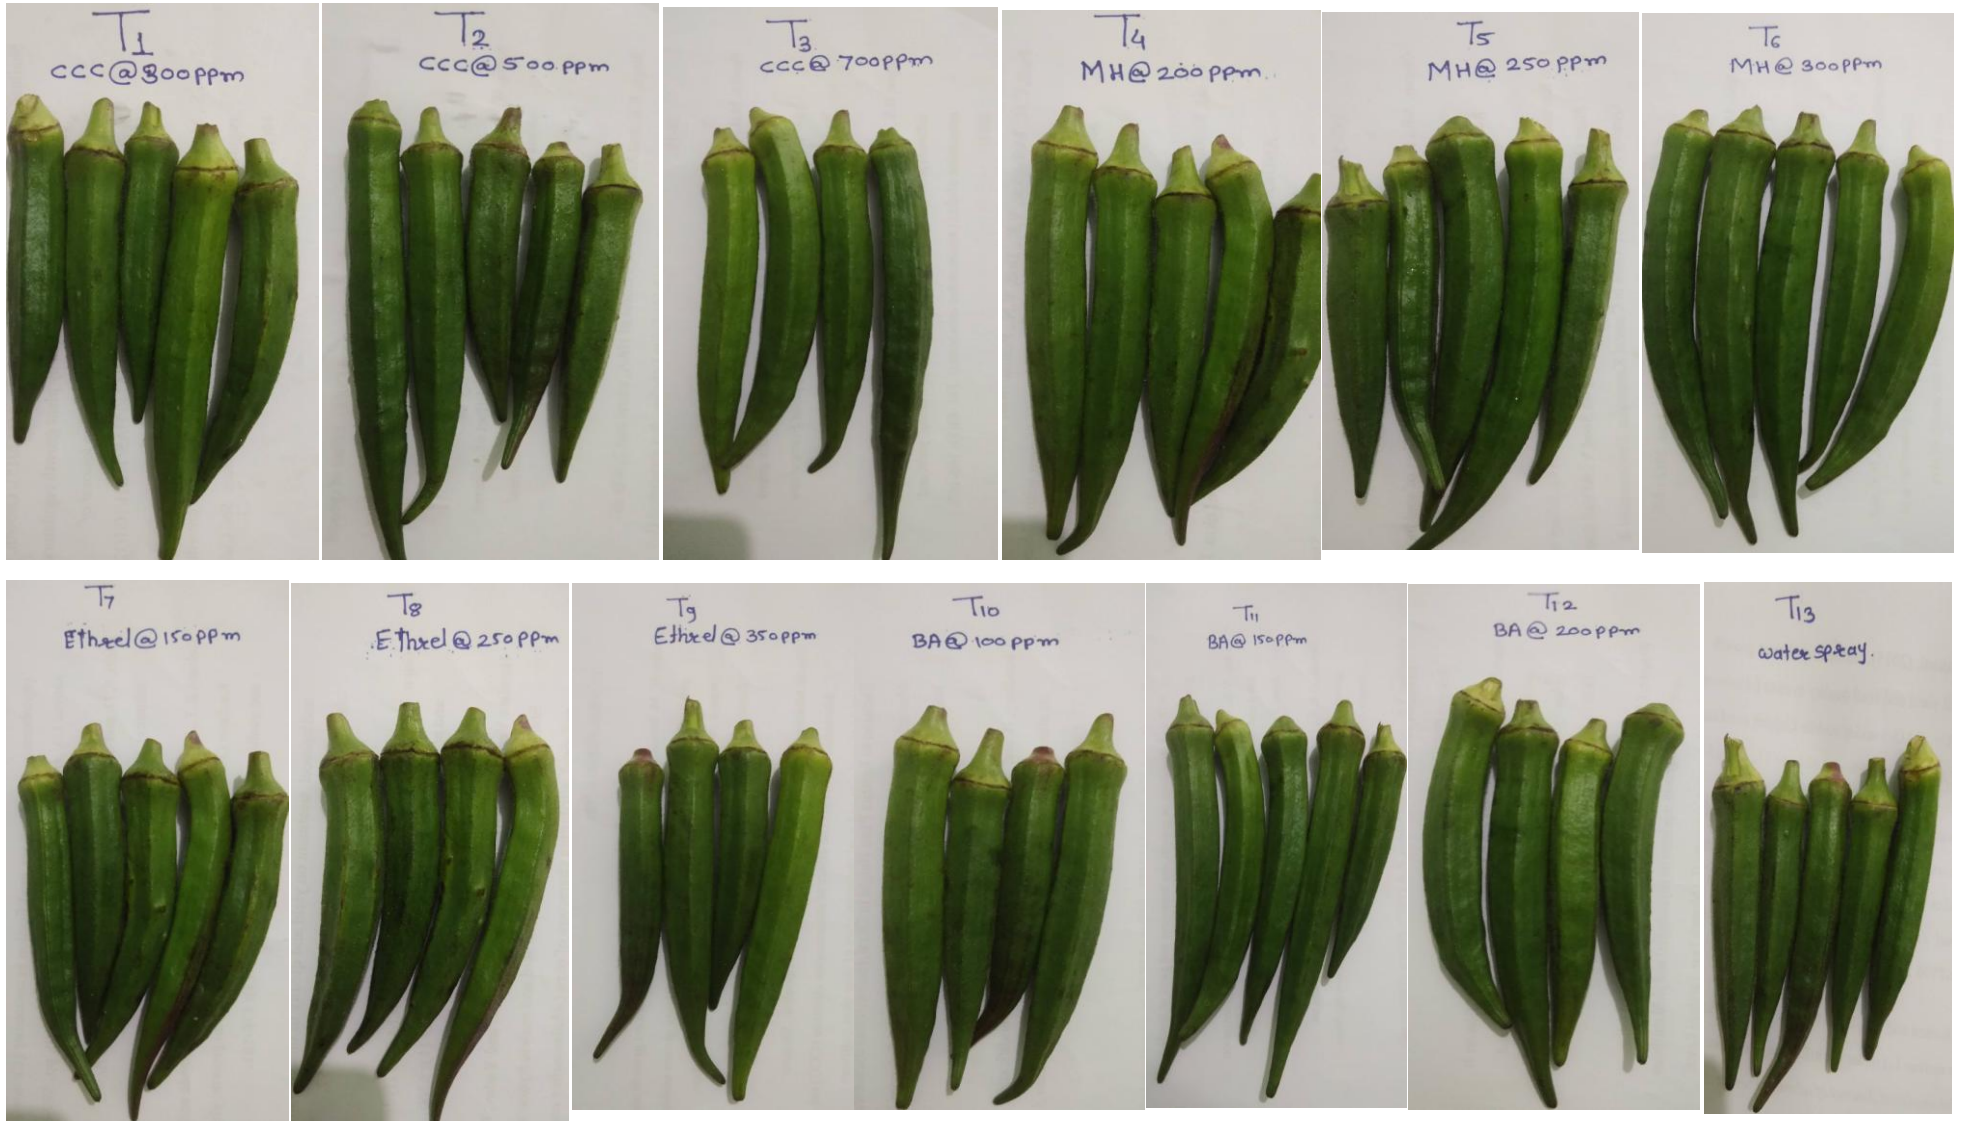 T1
CCC@300ppm
T2
CCC@500ppm
T3
CCC@700ppm
T4
MH@200ppm
T5
MH@250ppm
T6
MH@300ppm
T7
Ethrel@150ppm
T8
Ethrel@250ppm
T9
Ethrel@350ppm
T10
BA@100ppm
T11
BA@150ppm
T12
BA@200ppm
T13
water spray.